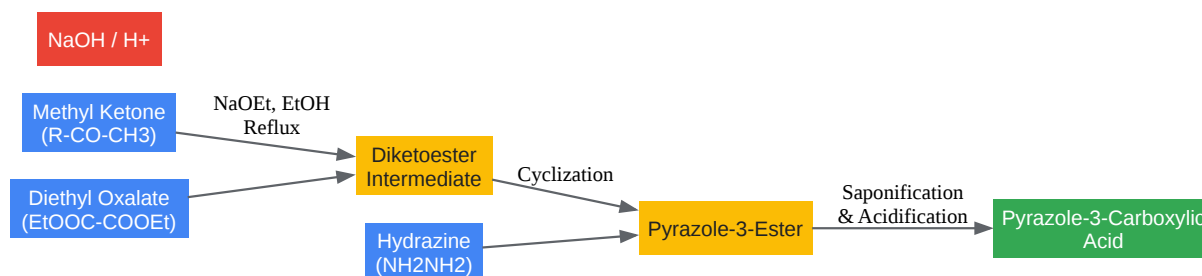 NaOH / H+
Methyl Ketone
(R-CO-CH3)
NaOEt, EtOH
Reflux
Diketoester
Intermediate
Diethyl Oxalate
(EtOOC-COOEt)
Cyclization
Hydrazine
(NH2NH2)
Pyrazole-3-Ester
Saponification
& Acidification
Pyrazole-3-Carboxylic
Acid